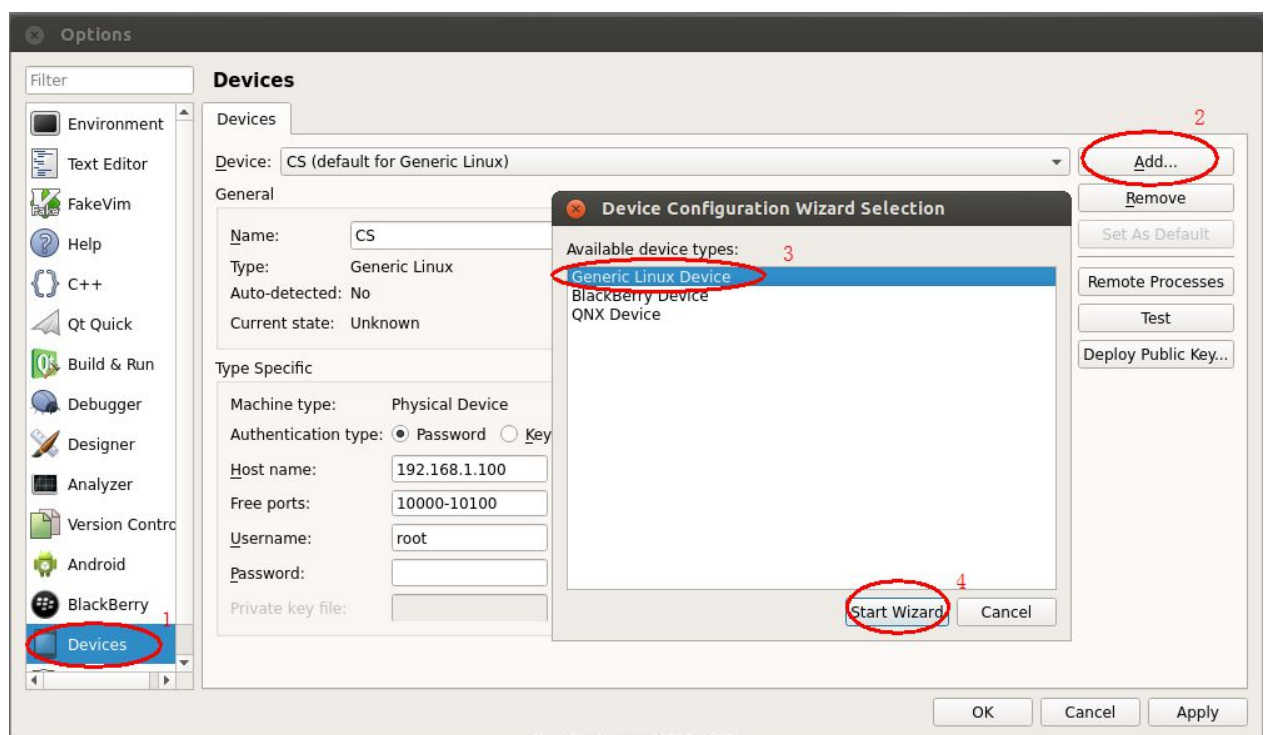 Options
Filter
Devices
Environment
Text Editor
FakeVim
Help
C++
Qt Quick
Build & Run
Debugger
Designer
Analyzer
Version Contro
Android
BlackBerry
1
Devices
Devices
Device: CS (default for Generic Linux)
General
Name: CS
Type: Generic Linux
Auto-detected: No
Current state: Unknown
Type Specific
Machine type: Physical Device
Authentication type: Password Key
Host name: 192.168.1.100
Free ports: 10000-10100
Username: root
Password:
Private key file:
2
Add...
Remove
Set As Default
Remote Processes
Test
Deploy Public Key...
Device Configuration Wizard Selection
Available device types: 3
Generic Linux Device
BlackBerry Device
QNX Device
4
Start Wizard Cancel
OK Cancel Apply